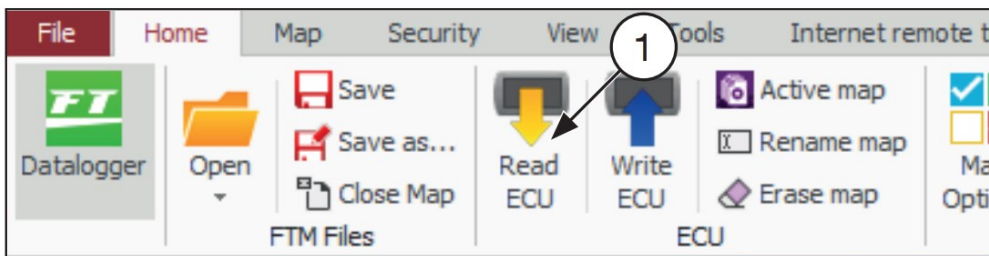 File Home Map Security View Tools Internet remote t
1
FT
Datalogger
Open
Save
Save as...
Close Map
FTM Files
Read
ECU
Write
ECU
Active map
Rename map
Erase map
ECU
Ma
Opti